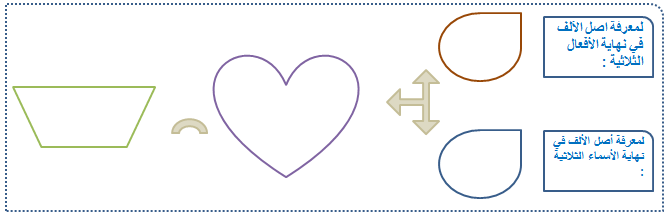 لمعرفة اصل الألف
في نهاية الأفعال
الثلاثية :
لمعرفة أصل الألف في
نهاية الأسماء الثلاثية
: